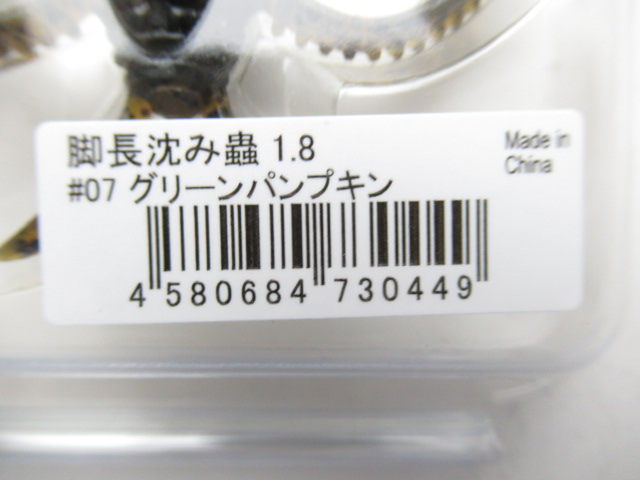 脚長沈み蟲 1.8
#07 グリーンパンプキン
Made in
China
4 580684 730449